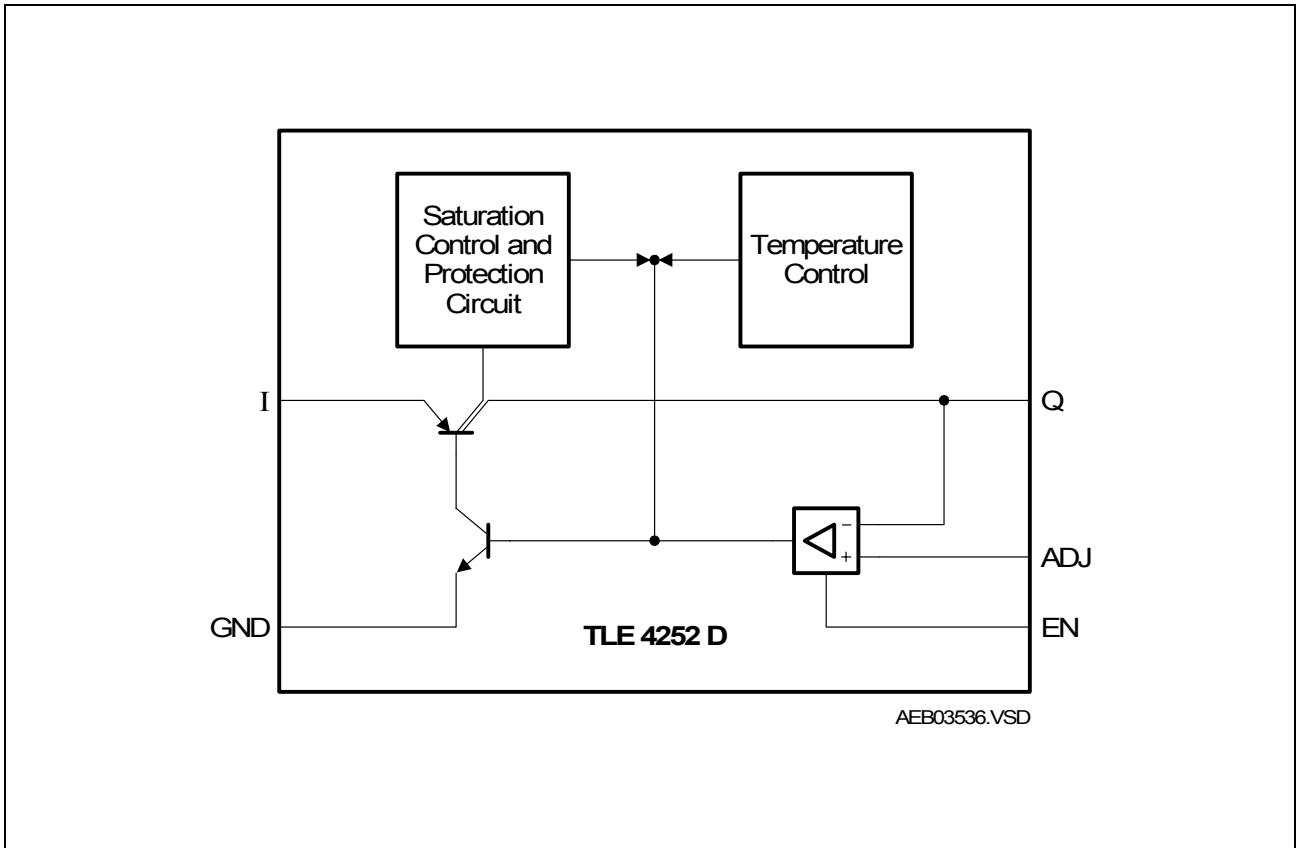 Saturation
Control and
Protection
Circuit
Temperature
Control
I
Q
−
+
ADJ
GND
EN
TLE 4252 D
AEB03536.VSD